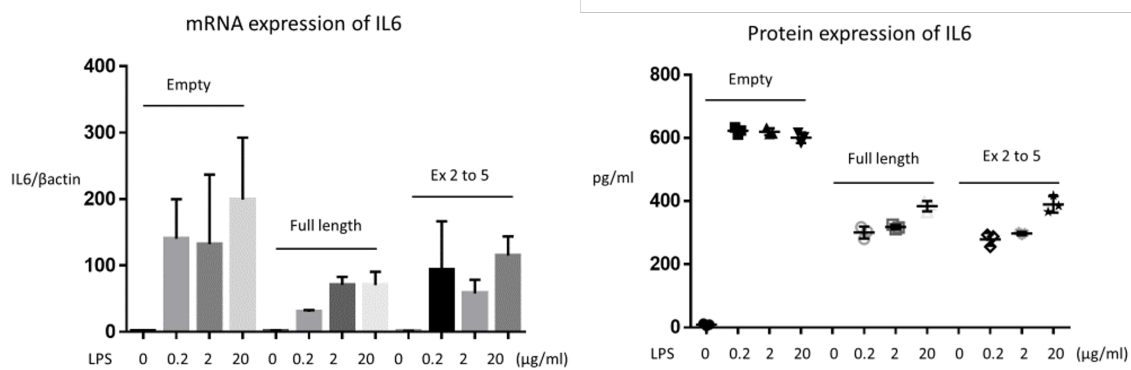 mRNA expression of IL6
400
300
200
100
0
IL6/βactin
Empty
Full length
Ex 2 to 5
LPS 0 0.2 2 20 0 0.2 2 20 0 0.2 2 20 (μg/ml)
Protein expression of IL6
800
600
400
200
0
pg/ml
Empty
Full length
Ex 2 to 5
LPS 0 0.2 2 20 0 0.2 2 20 0 0.2 2 20 (μg/ml)